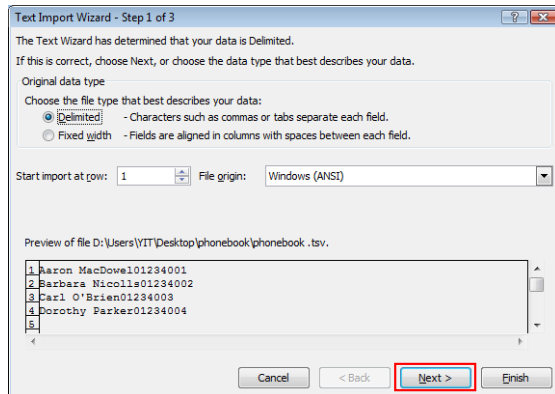 Text Import Wizard - Step 1 of 3
The Text Wizard has determined that your data is Delimited.
If this is correct, choose Next, or choose the data type that best describes your data.
Original data type
Choose the file type that best describes your data:
Delimited - Characters such as commas or tabs separate each field.
Fixed width - Fields are aligned in columns with spaces between each field.
Start import at row: 1 File origin: Windows (ANSI)
Preview of file D:\Users\YIT\Desktop\phonebook\phonebook .tsv.
1 Aaron MacDowel01234001
2 Barbara Nicolls01234002
3 Carl O'Brien01234003
4 Dorothy Parker01234004
5
Cancel < Back Next > Finish